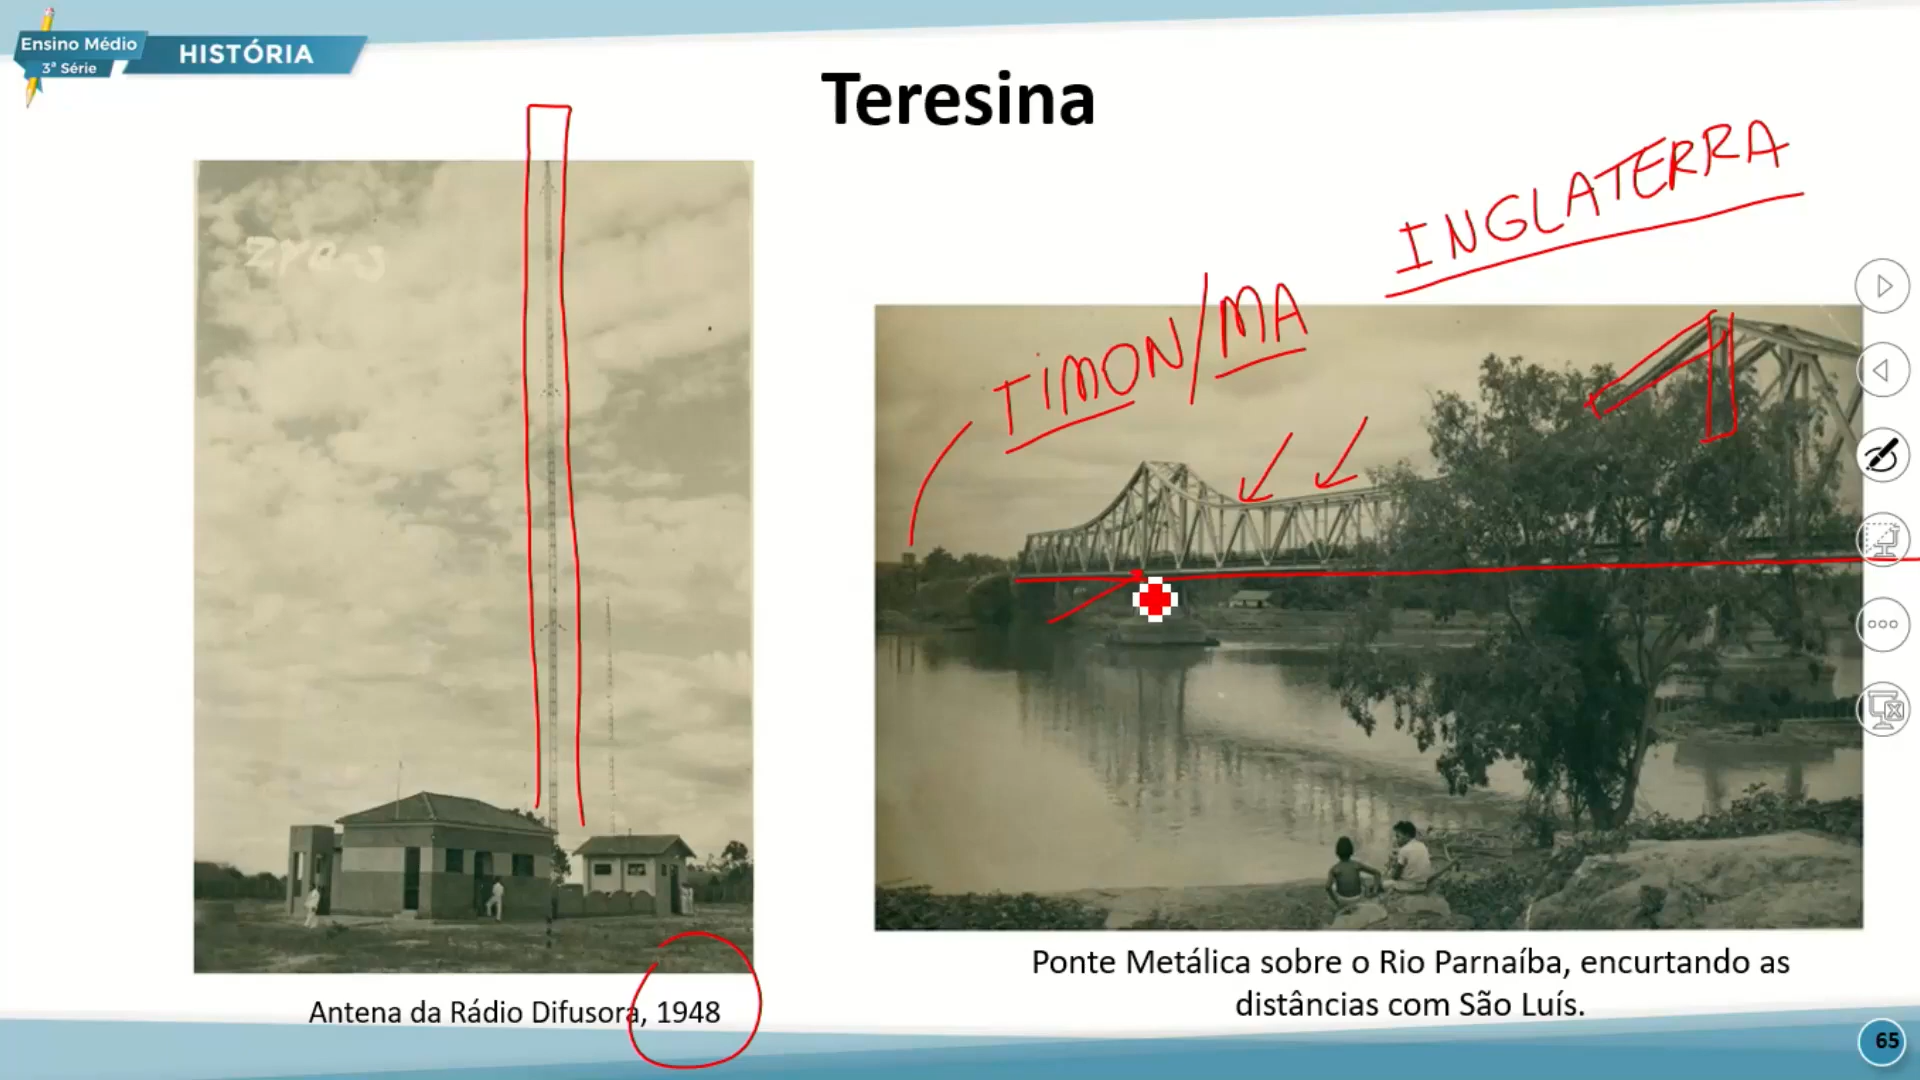 Ensino Médio
3ª Série
HISTÓRIA
Teresina
INGLATERRA
TIMON/MA
Antena da Rádio Difusora, 1948
Ponte Metálica sobre o Rio Parnaíba, encurtando as
distâncias com São Luís.
65